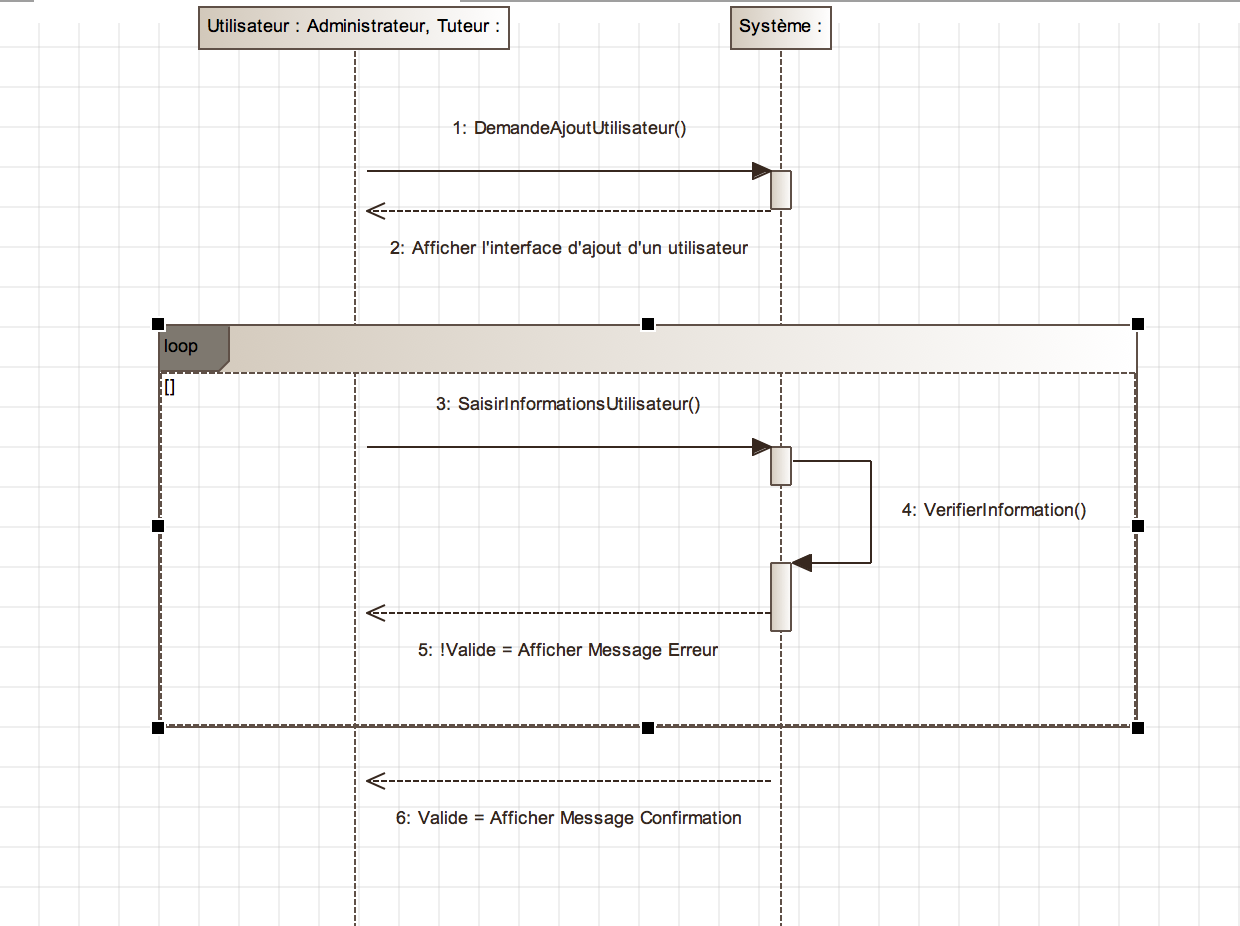 Utilisateur : Administrateur, Tuteur :
Système :
1: DemandeAjoutUtilisateur()
2: Afficher l'interface d'ajout d'un utilisateur
loop
[]
3: SaisirInformationsUtilisateur()
4: VerifierInformation()
5: !Valide = Afficher Message Erreur
6: Valide = Afficher Message Confirmation